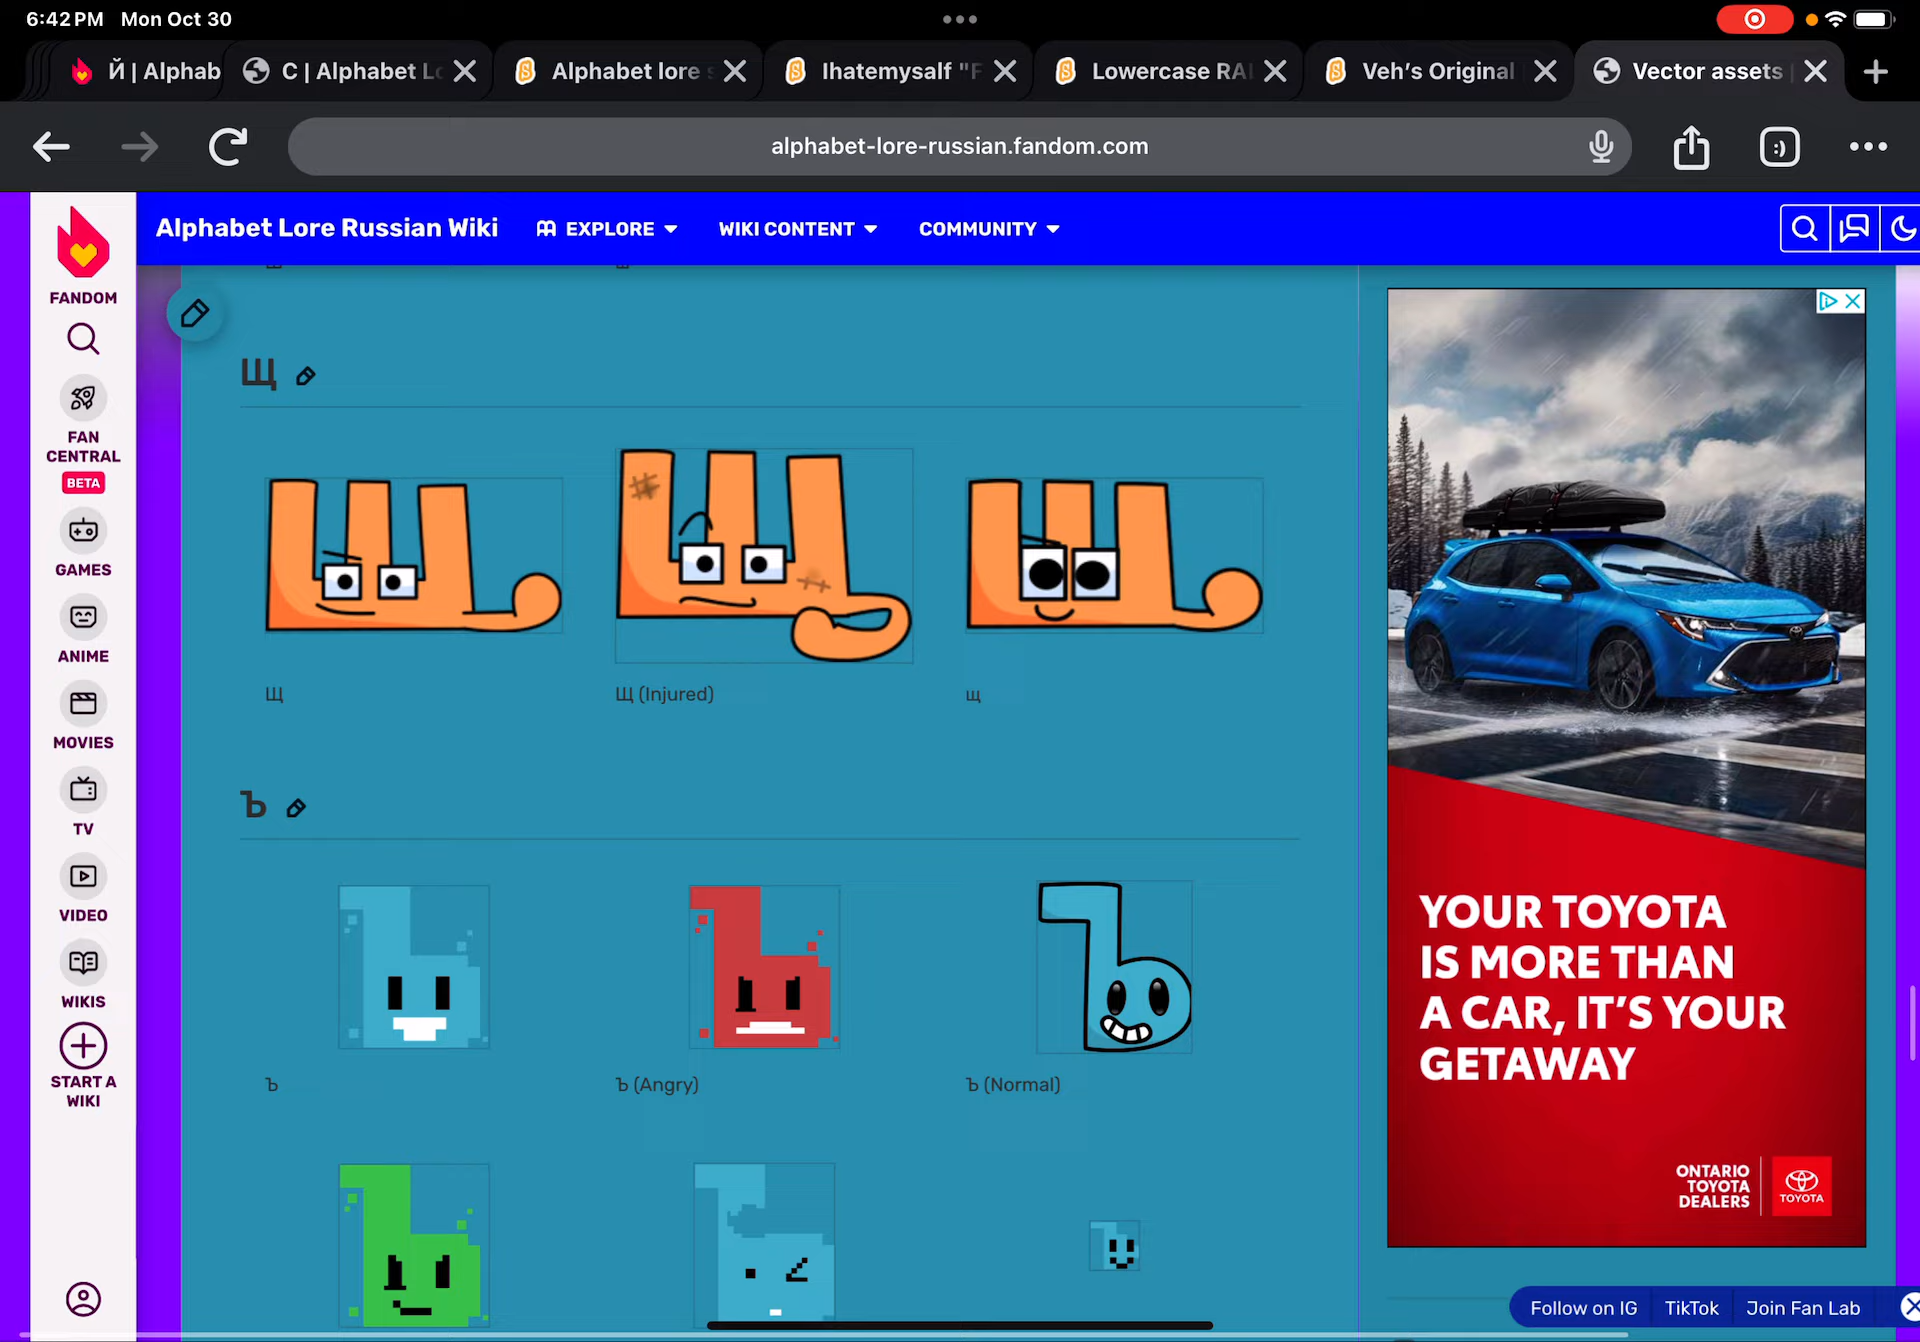 6:42 PM Mon Oct 30
Й | Alphab
C | Alphabet Lo
Alphabet lore s
Ihatemysalf "F
Lowercase RA
Veh's Original
Vector assets
alphabet-lore-russian.fandom.com
Alphabet Lore Russian Wiki
EXPLORE
WIKI CONTENT
COMMUNITY
FANDOM
FAN
CENTRAL
BETA
GAMES
ANIME
MOVIES
TV
VIDEO
WIKIS
START A
WIKI
Щ
Щ
Щ (Injured)
щ
Ъ
Ъ
Ъ (Angry)
Ъ (Normal)
YOUR TOYOTA
IS MORE THAN
A CAR, IT'S YOUR
GETAWAY
ONTARIO
TOYOTA
DEALERS
TOYOTA
Follow on IG
TikTok
Join Fan Lab